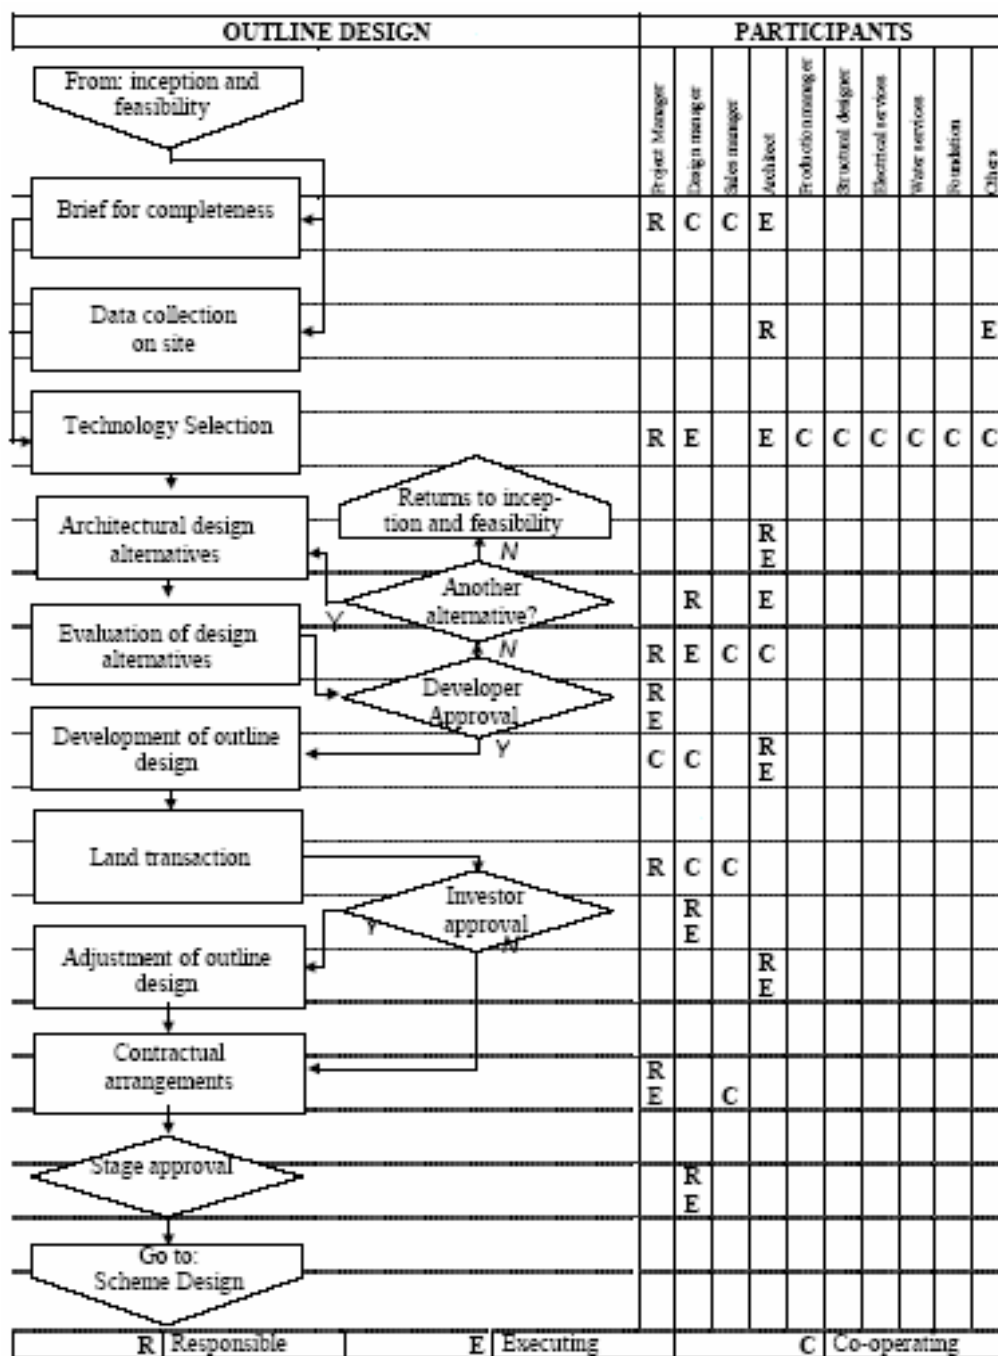 OUTLINE DESIGN
PARTICIPANTS
From: inception and
feasibility
Project Manager
Design manager
Sales manager
Architect
Production manager
Structural designer
Electrical services
Water services
Foundation
Others
Brief for completeness
R C C E
Data collection
on site
R E
Technology Selection
R E E C C C C C C
Returns to incep-
tion and feasibility
Architectural design
alternatives
R
E
N
Another
alternative?
Y
R E
Evaluation of design
alternatives
N
R E C C
Developer
Approval
R
E
Y
Development of outline
design
C C R
E
Land transaction
R C C
Investor
approval
Y
N
R
E
Adjustment of outline
design
R
E
Contractual
arrangements
R
E C
Stage approval
R
E
Go to:
Scheme Design
R Responsible E Executing C Co-operating